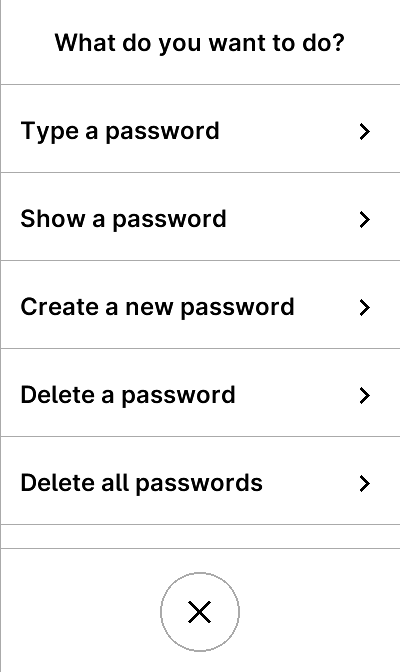 What do you want to do?
Type a password
Show a password
Create a new password
Delete a password
Delete all passwords